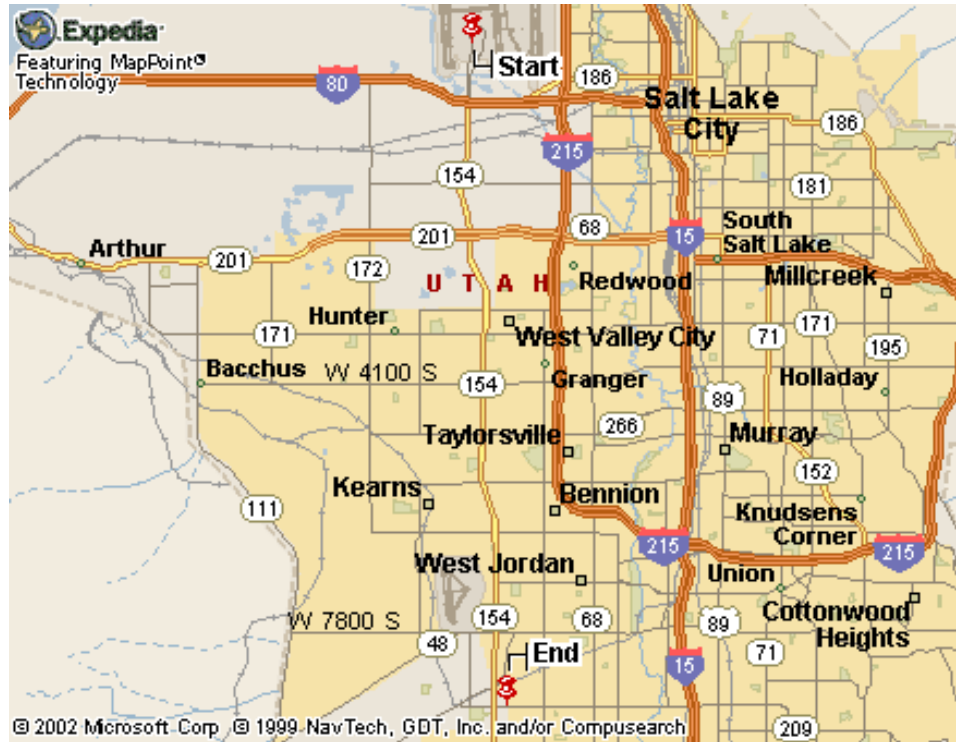 Expedia
Featuring MapPoint®
Technology
Start
80
186
Salt Lake
City
186
215
154
181
68
South
Salt Lake
201
15
Arthur
201
172
UTAH
Redwood
Millcreek
Hunter
171
West Valley City
71
171
195
Bacchus
W 4100 S
154
Granger
Holladay
89
266
Taylorsville
Murray
152
Kearns
Bennion
111
Knudsens
Corner
215
215
West Jordan
Union
Cottonwood
Heights
W 7800 S
154
68
89
48
End
71
15
209
© 2002 Microsoft Corp © 1999 NavTech, GDT, Inc. and/or Compusearch